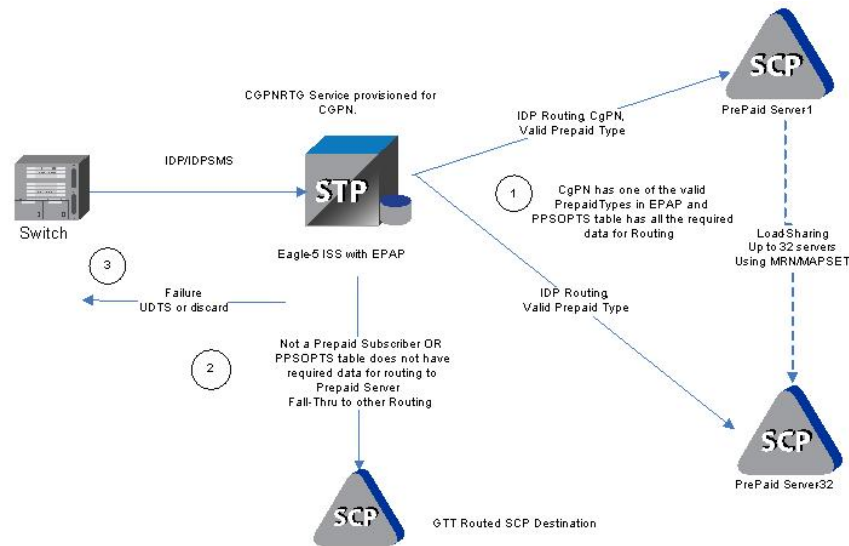 SCP
PrePaid Server1
CGPNRTG Service provisioned for
CGPN.
IDP Routing, CgPN,
Valid Prepaid Type
IDP/IDPSMS
STP
Switch
1
CgPN has one of the valid
PrepaidTypes in EPAP and
PPSOPTS table has all the required
data for Routing
Load-Sharing
Up to 32 servers
Using MRN/MAPSET
Eagle-5 ISS with EPAP
3
Failure
UDTS or discard
IDP Routing,
Valid Prepaid Type
2
Not a Prepaid Subscriber OR
PPSOPTS table does not have
required data for routing to
Prepaid Server
Fall-Thru to other Routing
SCP
PrePaid Server32
SCP
GTT Routed SCP Destination